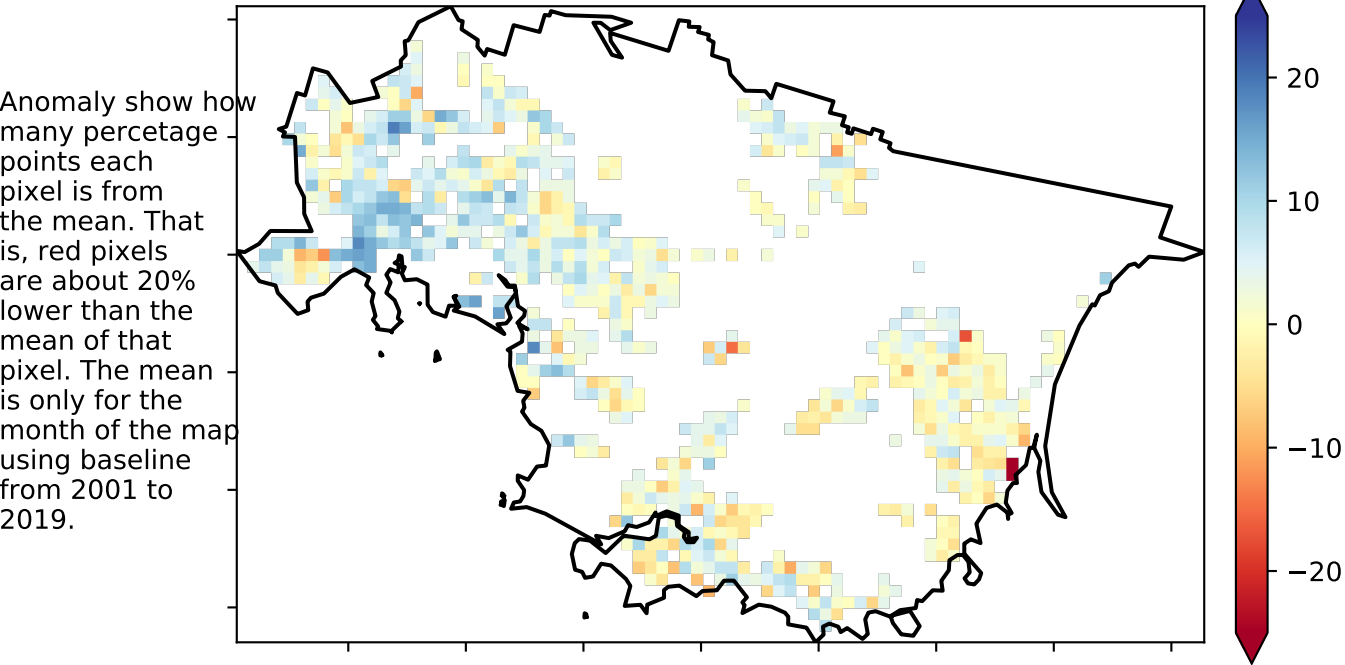 Anomaly show how
many percetage
points each
pixel is from
the mean. That
is, red pixels
are about 20%
lower than the
mean of that
pixel. The mean
is only for the
month of the map
using baseline
from 2001 to
2019.
20
10
0
−10
−20